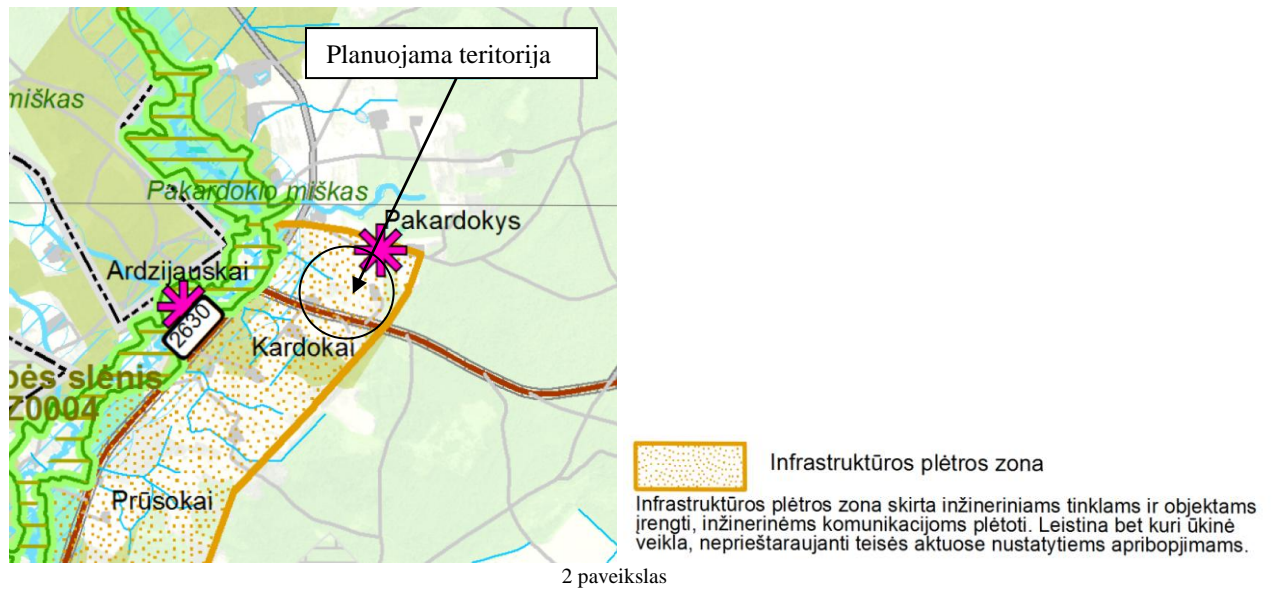 Planuojama teritorija
miškas
Pakardoklo miškas
Pakardokys
Ardzijauskai
2630
Kardokai
pės slėnis
Z0004
Prūsokai
Infrastruktūros plėtros zona
Infrastruktūros plėtros zona skirta inžineriniams tinklams ir objektams
įrengti, inžinerinėms komunikacijoms plėtoti. Leistina bet kuri ūkinė
veikla, neprieštaraujanti teisės aktuose nustatytiems apribopjimams.
2 paveikslas